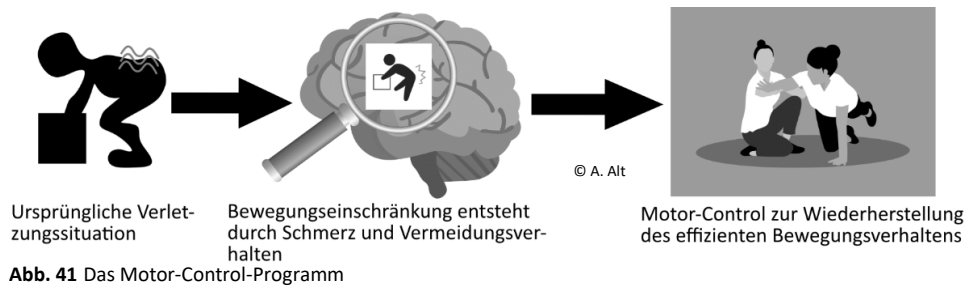 © A. Alt
Ursprüngliche Verlet-
zungssituation
Bewegungseinschränkung entsteht
durch Schmerz und Vermeidungsver-
halten
Motor-Control zur Wiederherstellung
des effizienten Bewegungsverhaltens
Abb. 41 Das Motor-Control-Programm